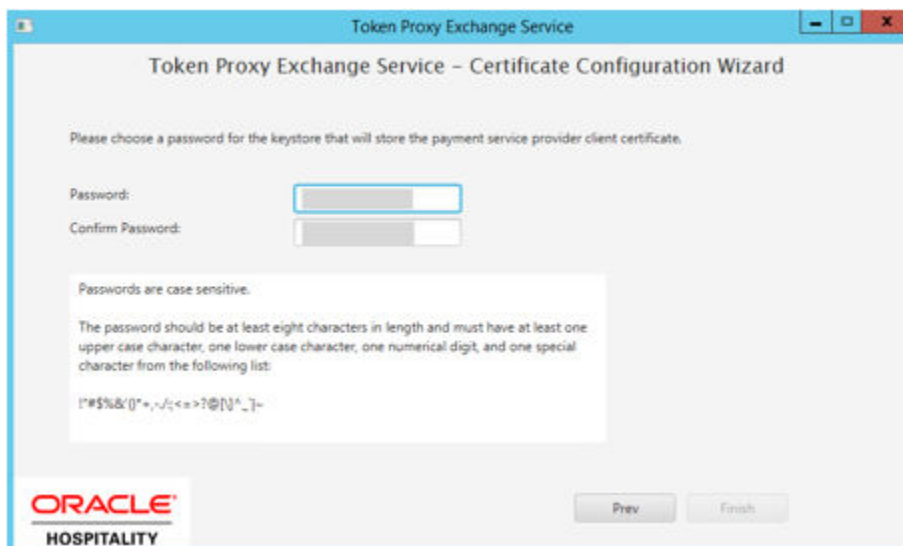 Token Proxy Exchange Service
Token Proxy Exchange Service – Certificate Configuration Wizard
Please choose a password for the keystore that will store the payment service provider client certificate.
Password:
Confirm Password:
Passwords are case sensitive.
The password should be at least eight characters in length and must have at least one
upper case character, one lower case character, one numerical digit, and one special
character from the following list:
ORACLE
HOSPITALITY
Prev
Finish